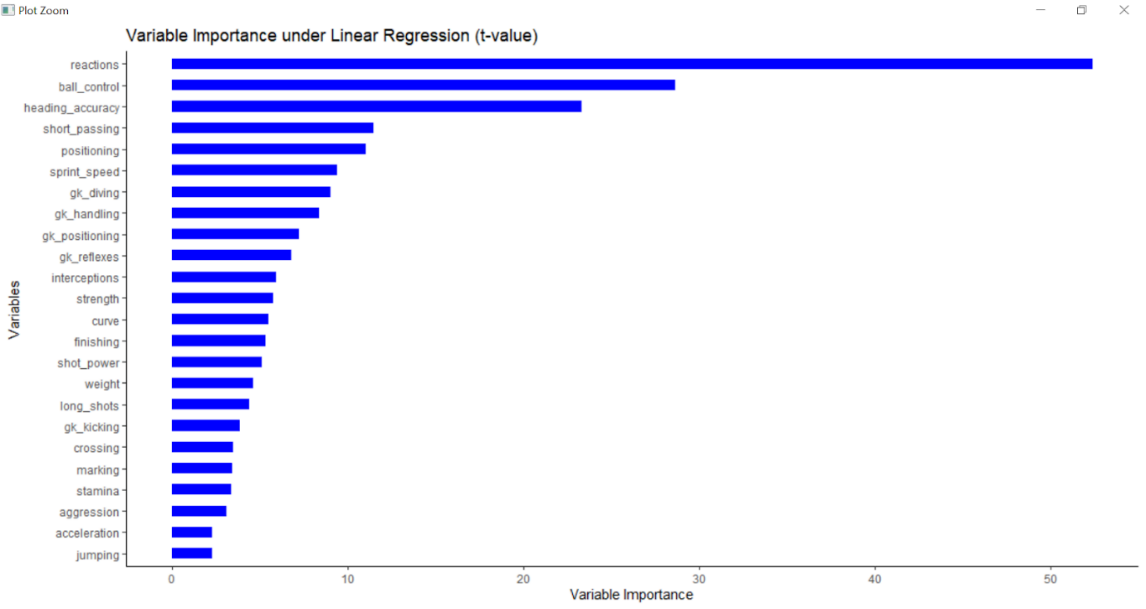 Plot Zoom
Variable Importance under Linear Regression (t-value)
reactions
ball_control
heading_accuracy
short_passing
positioning
sprint_speed
gk_diving
gk_handling
gk_positioning
gk_reflexes
interceptions
strength
curve
finishing
shot_power
weight
long_shots
gk_kicking
crossing
marking
stamina
aggression
acceleration
jumping
Variables
0 10 20 30 40 50
Variable Importance